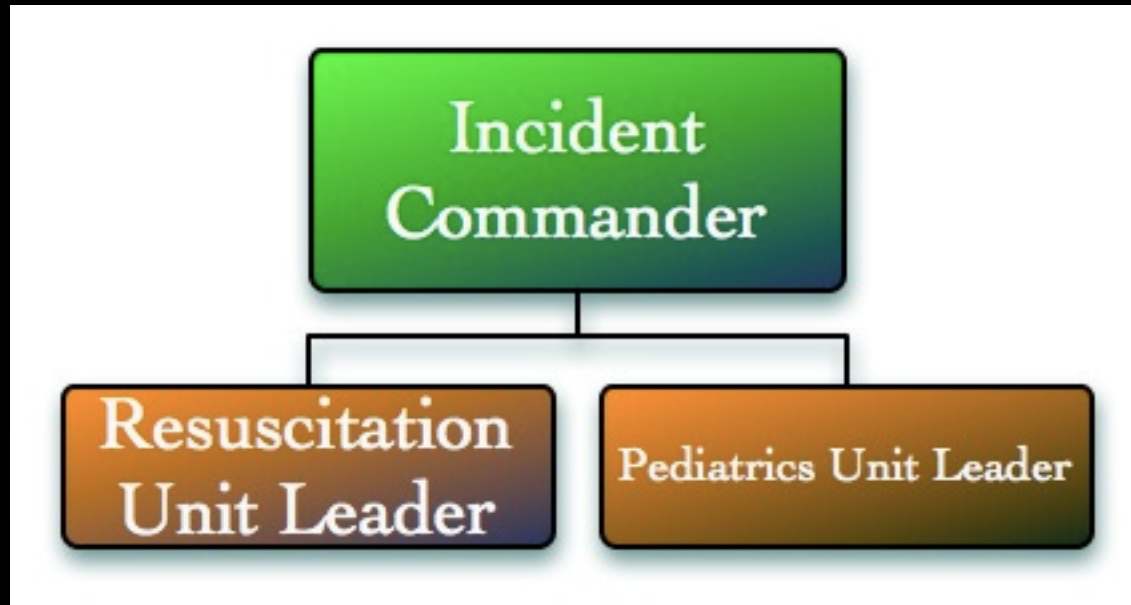 Incident
Commander
Resuscitation
Unit Leader
Pediatrics Unit Leader